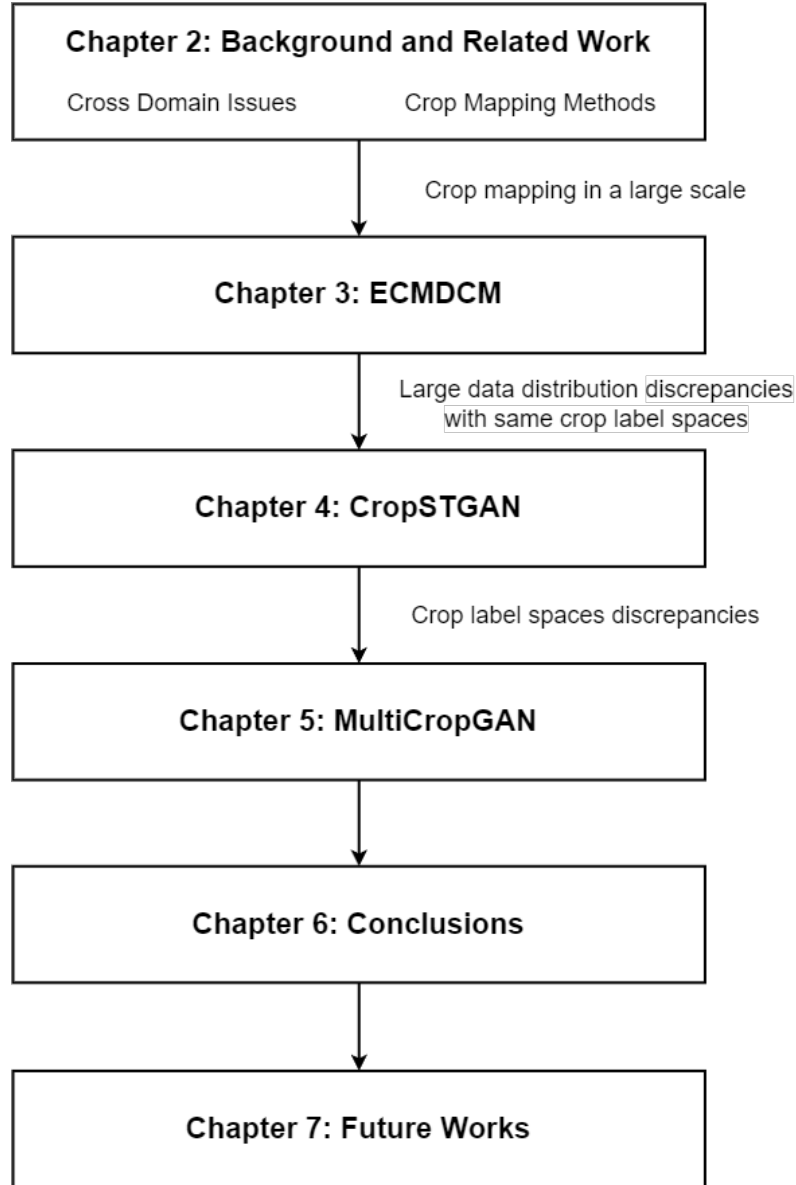 Chapter 2: Background and Related Work
Cross Domain Issues
Crop Mapping Methods
Crop mapping in a large scale
Chapter 3: ECMDCM
Large data distribution discrepancies
with same crop label spaces
Chapter 4: CropSTGAN
Crop label spaces discrepancies
Chapter 5: MultiCropGAN
Chapter 6: Conclusions
Chapter 7: Future Works